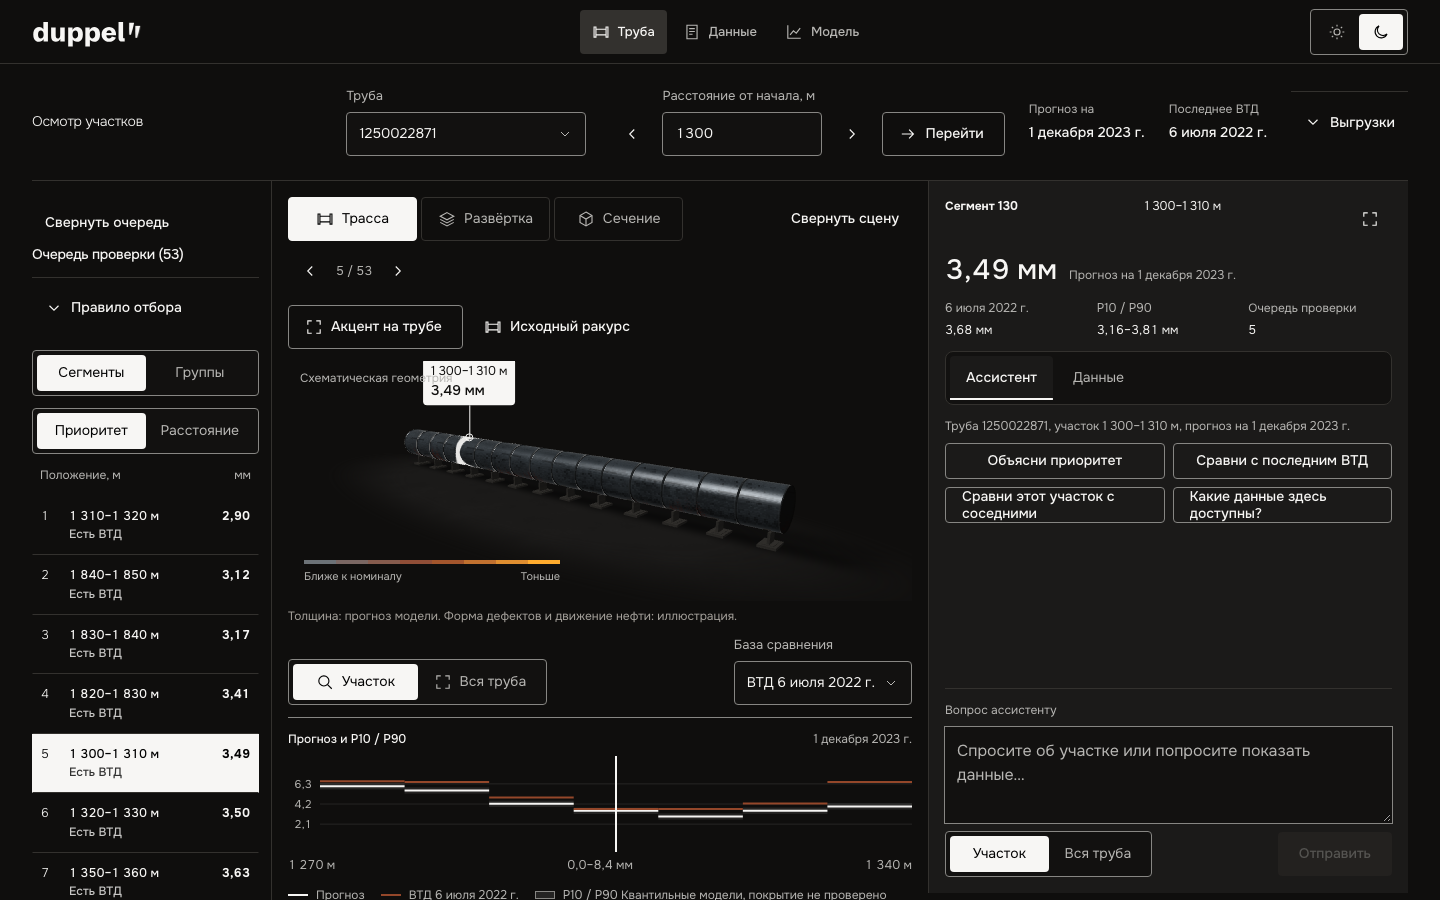 duppel
Труба
Данные
Модель
Осмотр участков
Труба
1250022871
Расстояние от начала, м
1 300
Перейти
Прогноз на
1 декабря 2023 г.
Последнее ВТД
6 июля 2022 г.
Выгрузки
Свернуть очередь
Очередь проверки (53)
Правило отбора
Сегменты
Группы
Приоритет
Расстояние
Положение, м
мм
1 1 310–1 320 м 2,90
Есть ВТД
2 1 840–1 850 м 3,12
Есть ВТД
3 1 830–1 840 м 3,17
Есть ВТД
4 1 820–1 830 м 3,41
Есть ВТД
5 1 300–1 310 м 3,49
Есть ВТД
6 1 320–1 330 м 3,50
Есть ВТД
7 1 350–1 360 м 3,63
Есть ВТД
Трасса
Развёртка
Сечение
Свернуть сцену
5 / 53
Акцент на трубе
Исходный ракурс
Схематическая геометрия
1 300–1 310 м
3,49 мм
Ближе к номиналу
Тоньше
Толщина: прогноз модели. Форма дефектов и движение нефти: иллюстрация.
Участок
Вся труба
База сравнения
ВТД 6 июля 2022 г.
Прогноз и P10 / P90
1 декабря 2023 г.
6,3
4,2
2,1
1 270 м
0,0–8,4 мм
1 340 м
Прогноз
ВТД 6 июля 2022 г.
P10 / P90 Квантильные модели, покрытие не проверено
Сегмент 130
1 300–1 310 м
3,49 мм
Прогноз на 1 декабря 2023 г.
6 июля 2022 г.
3,68 мм
P10 / P90
3,16–3,81 мм
Очередь проверки
5
Ассистент
Данные
Труба 1250022871, участок 1 300–1 310 м, прогноз на 1 декабря 2023 г.
Объясни приоритет
Сравни с последним ВТД
Сравни этот участок с
соседними
Какие данные здесь
доступны?
Вопрос ассистенту
Спросите об участке или попросите показать
данные...
Участок
Вся труба
Отправить